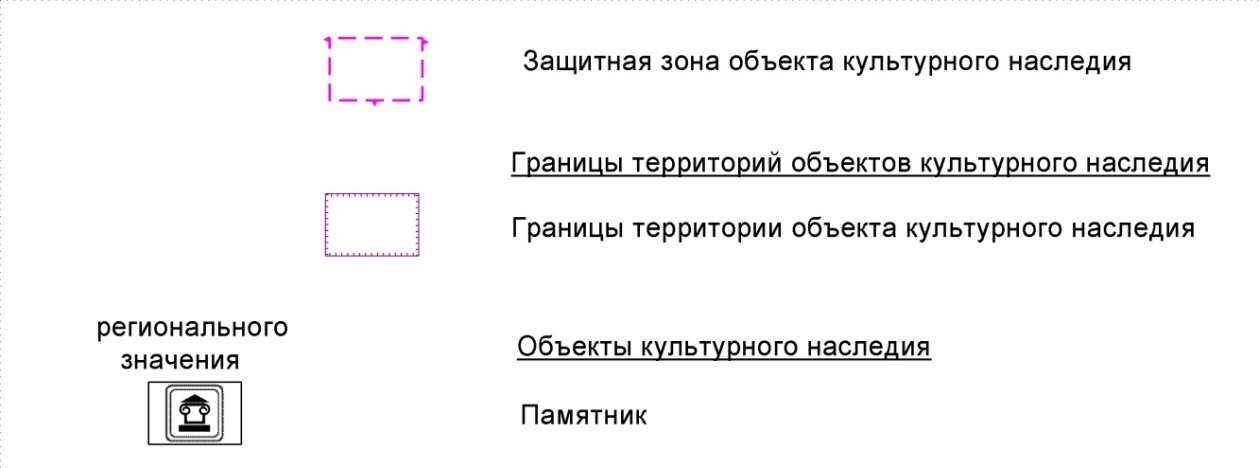 Защитная зона объекта культурного наследия
Границы территорий объектов культурного наследия
Границы территории объекта культурного наследия
регионального
значения
Объекты культурного наследия
Памятник